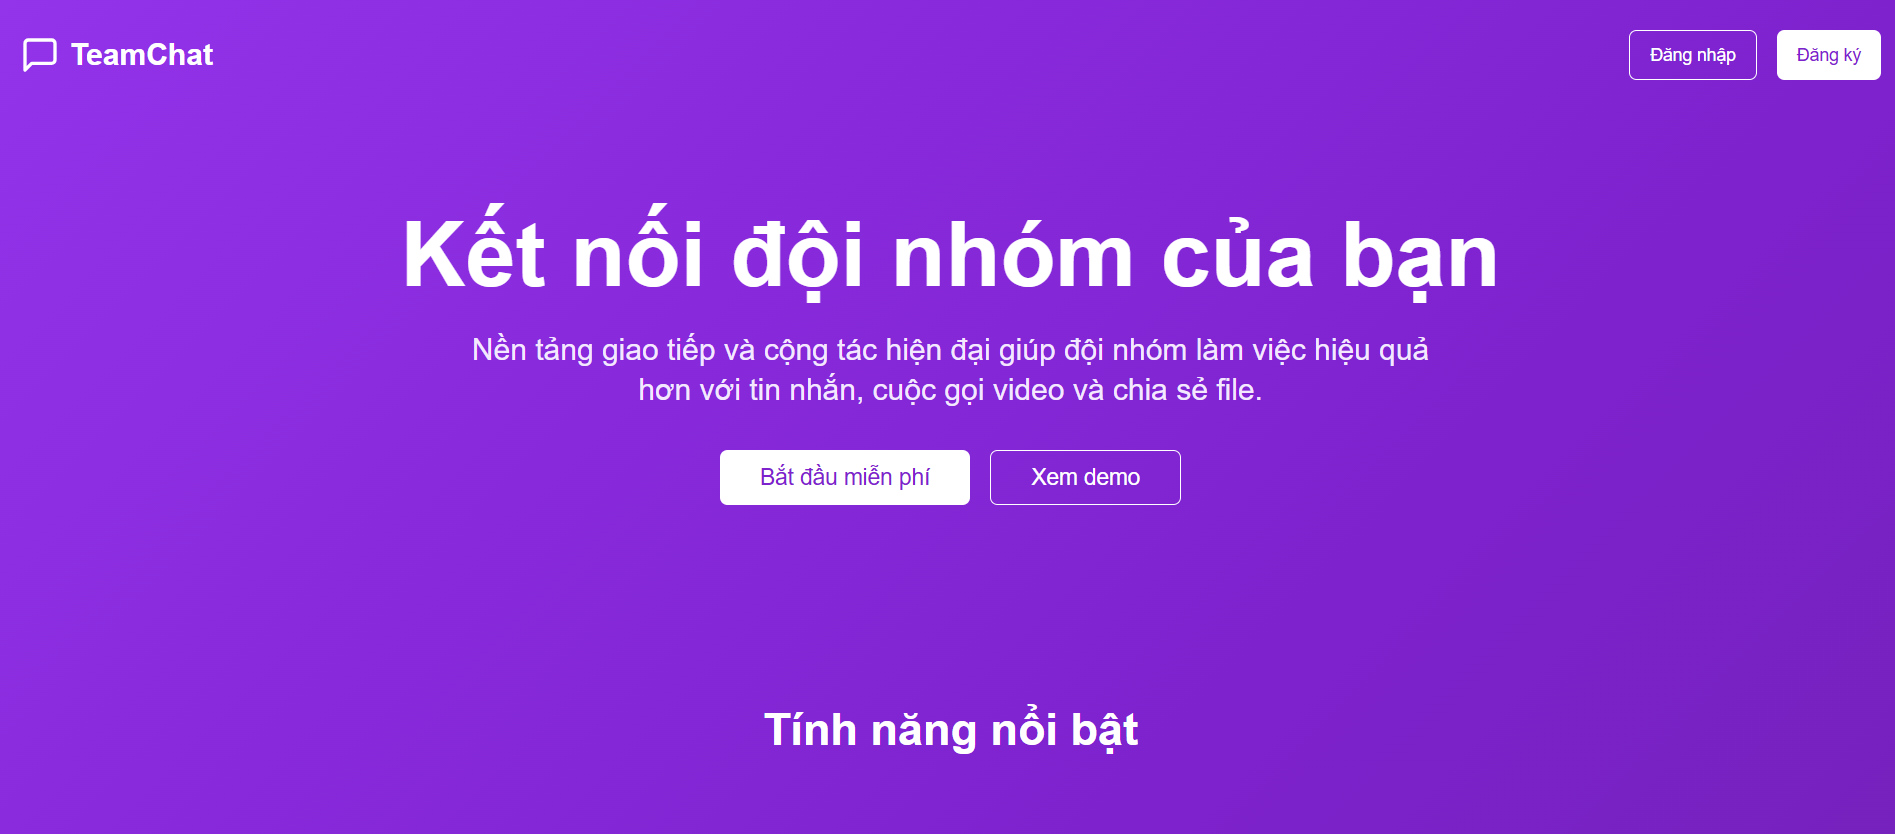 TeamChat
Đăng nhập
Đăng ký
Kết nối đội nhóm của bạn
Nền tảng giao tiếp và cộng tác hiện đại giúp đội nhóm làm việc hiệu quả
hơn với tin nhắn, cuộc gọi video và chia sẻ file.
Bắt đầu miễn phí
Xem demo
Tính năng nổi bật